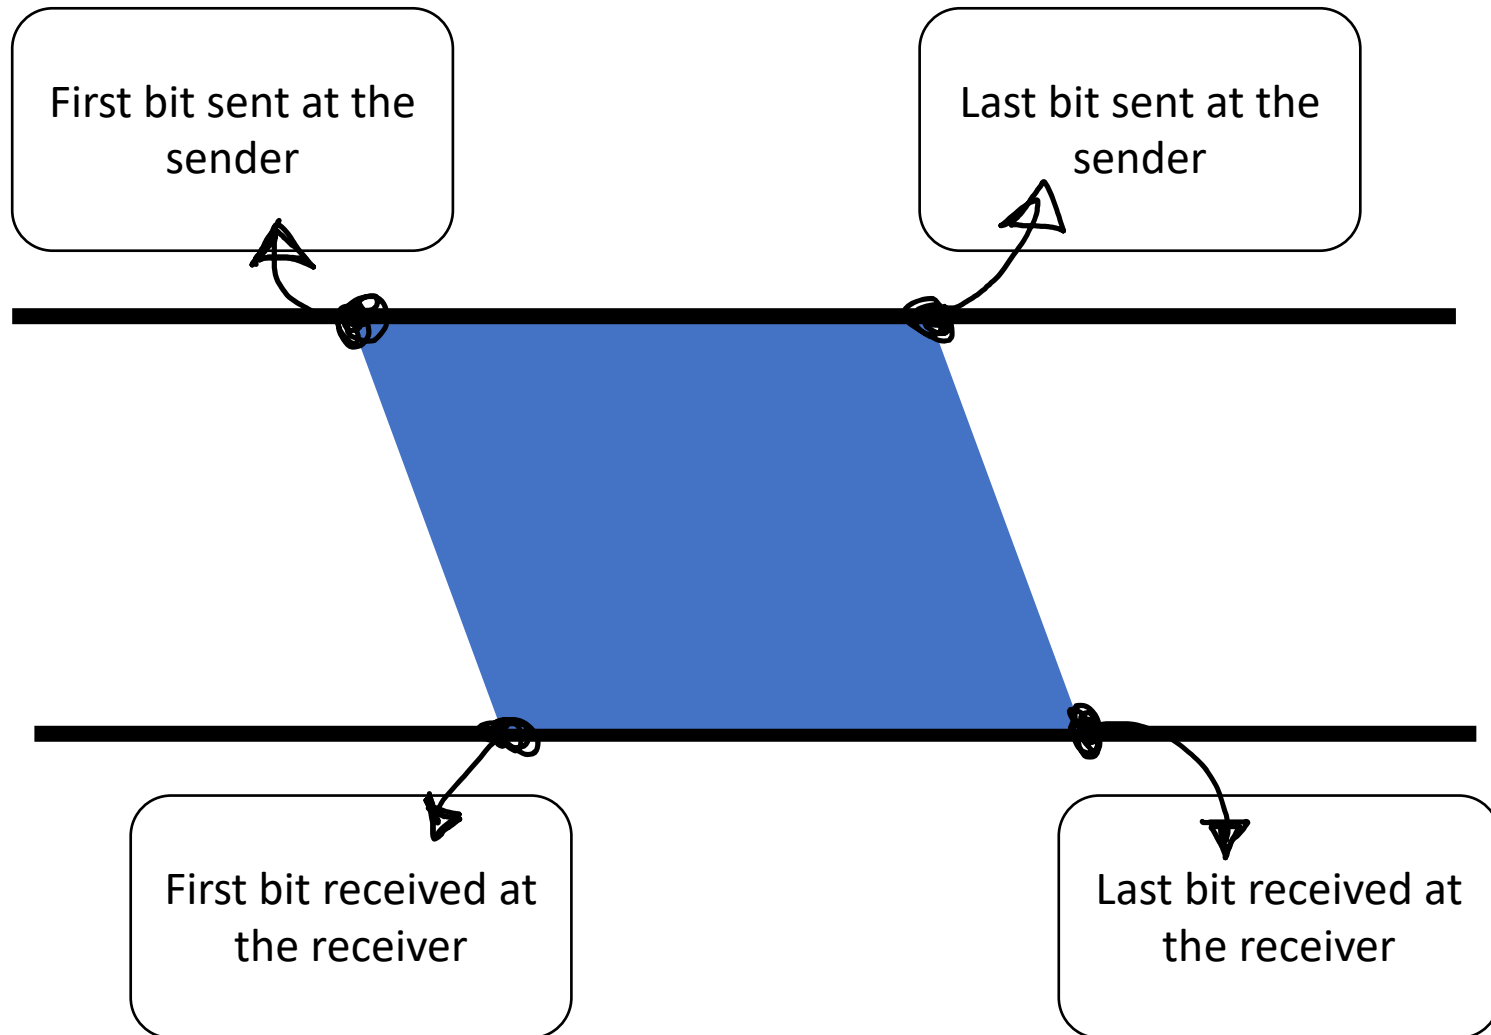 First bit sent at the
sender
Last bit sent at the
sender
First bit received at
the receiver
Last bit received at
the receiver